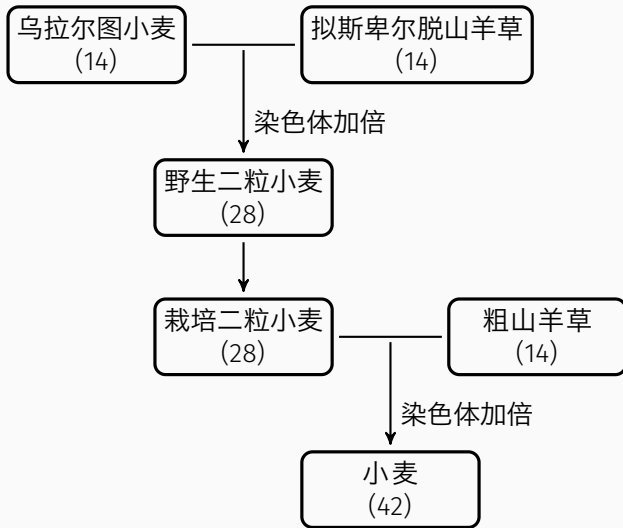 乌拉尔图小麦
(14)
拟斯卑尔脱山羊草
(14)
染色体加倍
野生二粒小麦
(28)
栽培二粒小麦
(28)
粗山羊草
(14)
染色体加倍
小麦
(42)